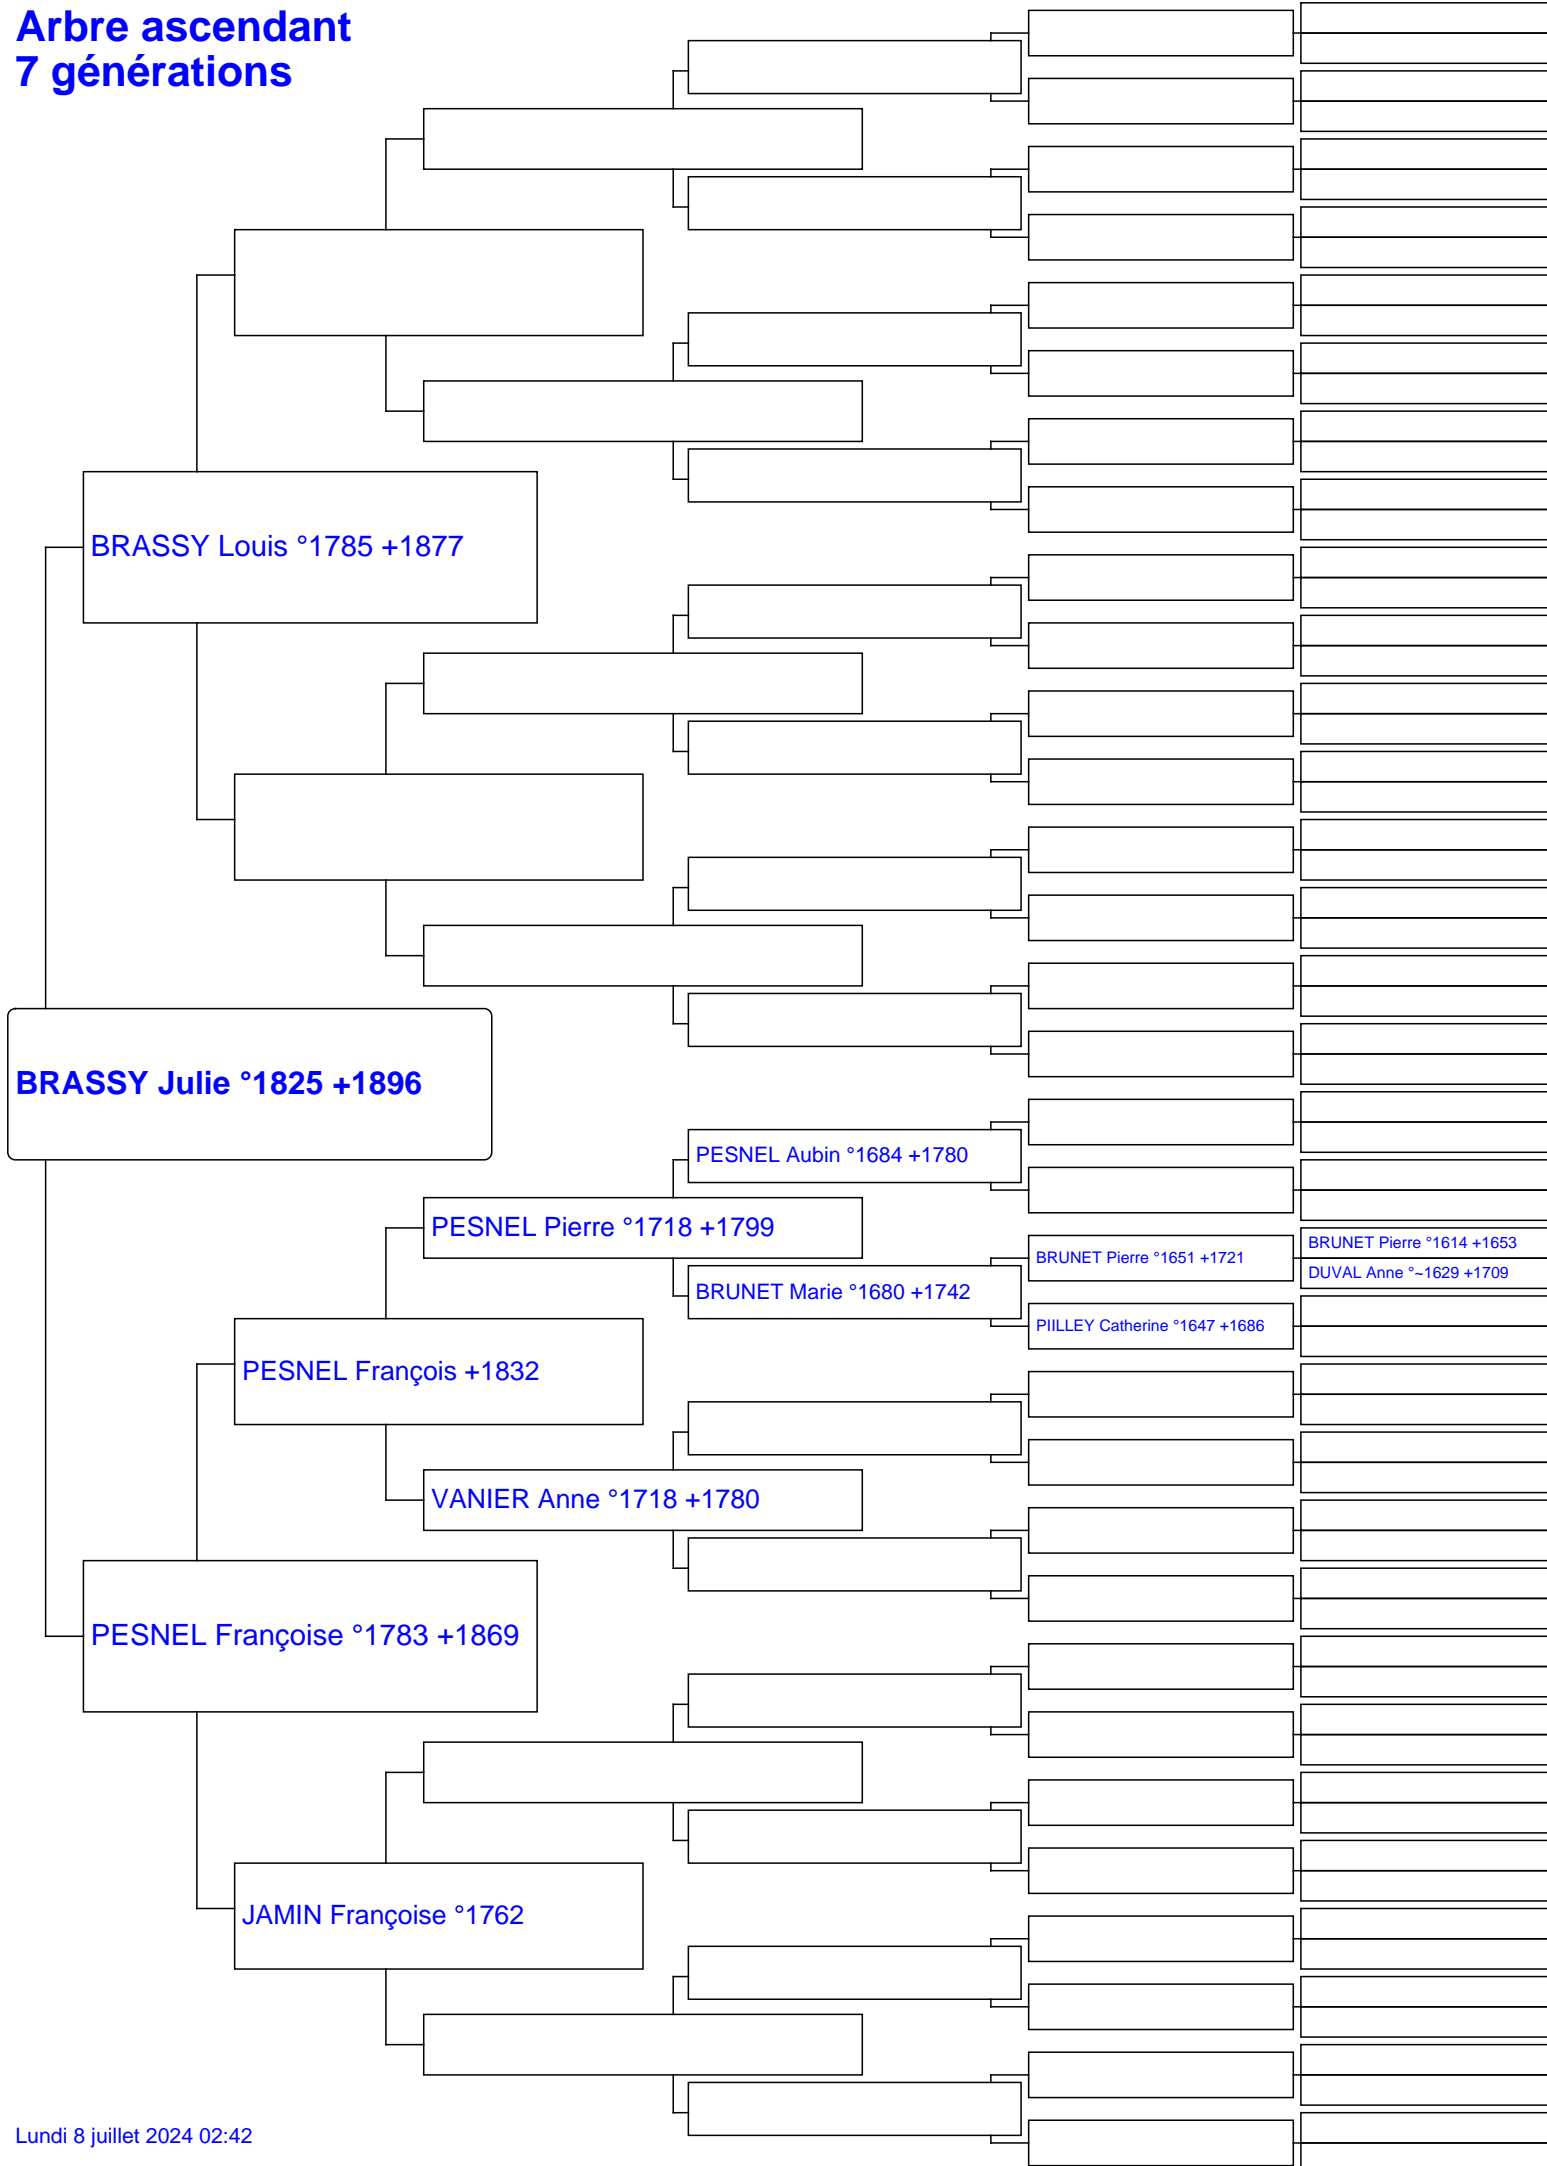 Arbre ascendant
7 générations
BRASSY Louis °1785 +1877
BRASSY Julie °1825 +1896
PESNEL Aubin °1684 +1780
PESNEL Pierre °1718 +1799
BRUNET Pierre °1614 +1653
BRUNET Pierre °1651 +1721
DUVAL Anne °~1629 +1709
BRUNET Marie °1680 +1742
PIILLEY Catherine °1647 +1686
PESNEL François +1832
VANIER Anne °1718 +1780
PESNEL Françoise °1783 +1869
JAMIN Françoise °1762
Lundi 8 juillet 2024 02:42